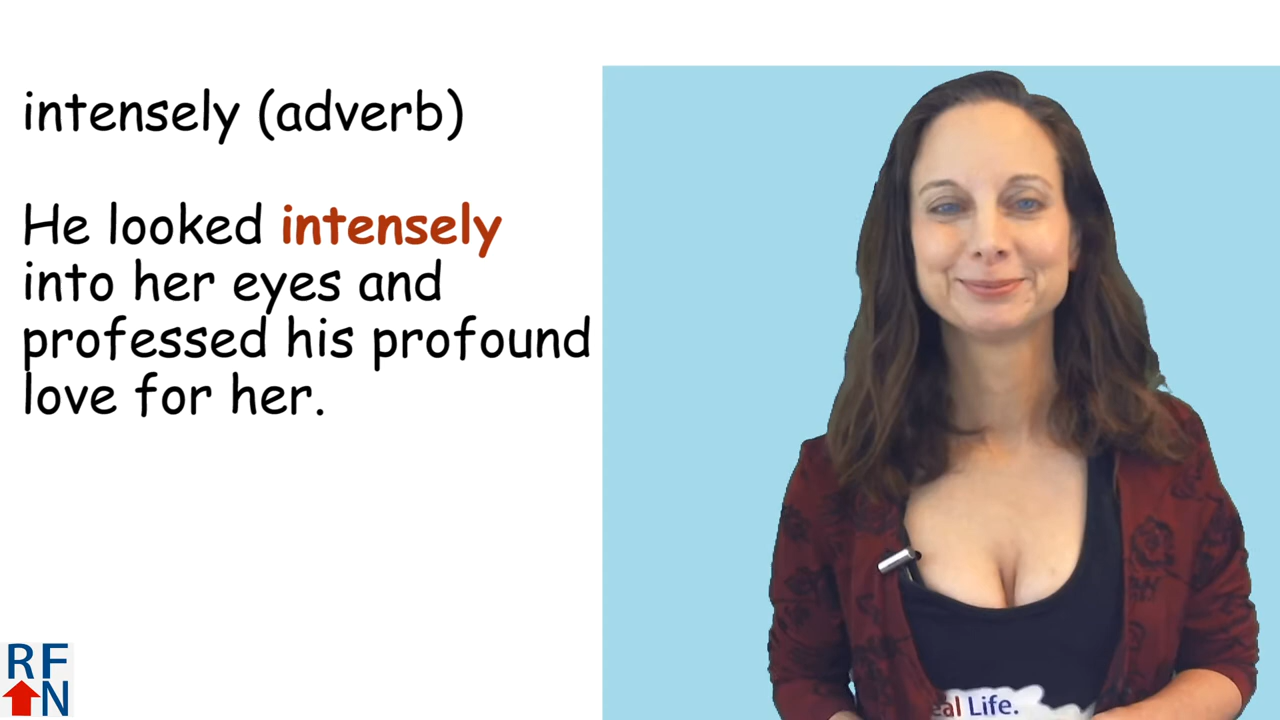 intensely (adverb)
He looked intensely
into her eyes and
professed his profound
love for her.
RF
N
eal Life.